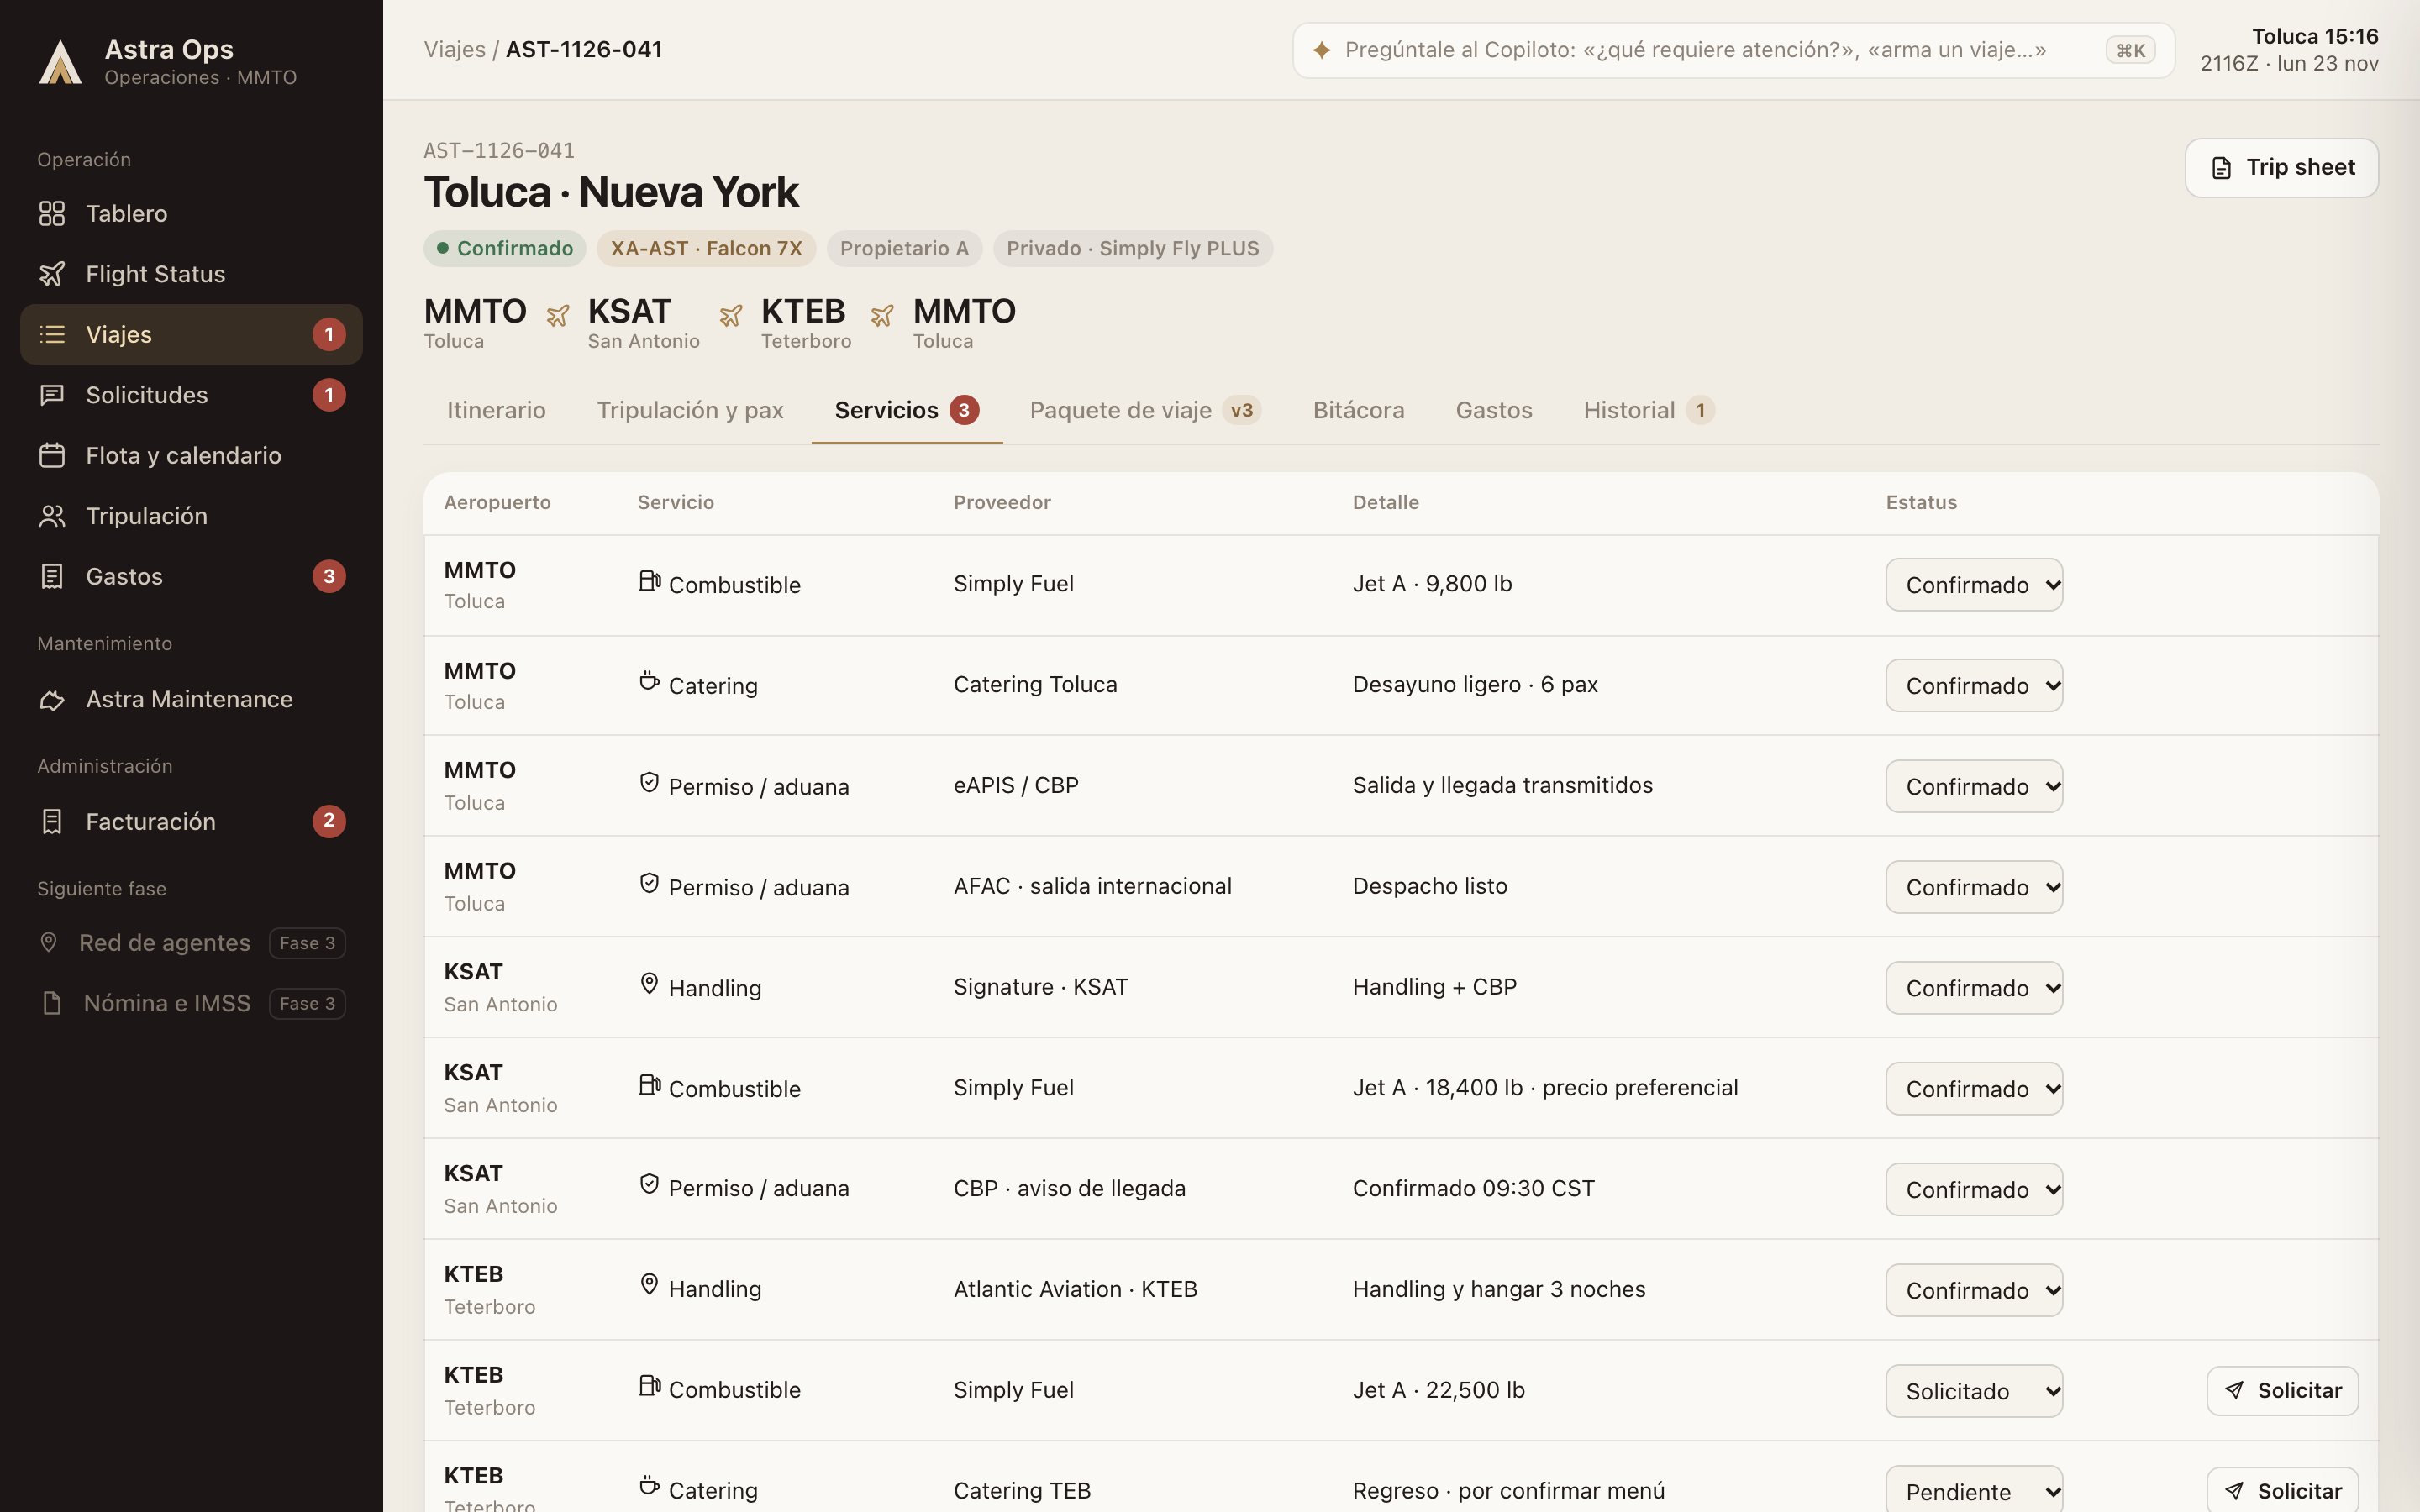 Astra Ops
Operaciones · MMTO
Operación
Tablero
Flight Status
Viajes 1
Solicitudes 1
Flota y calendario
Tripulación
Gastos 3
Mantenimiento
Astra Maintenance
Administración
Facturación 2
Siguiente fase
Red de agentes Fase 3
Nómina e IMSS Fase 3
Viajes / AST-1126-041
Pregúntale al Copiloto: «¿qué requiere atención?», «arma un viaje...» ⌘K
Toluca 15:16
2116Z · lun 23 nov
AST-1126-041
Toluca · Nueva York
Trip sheet
Confirmado XA-AST · Falcon 7X Propietario A Privado · Simply Fly PLUS
MMTO KSAT KTEB MMTO
Toluca San Antonio Teterboro Toluca
Itinerario Tripulación y pax Servicios 3 Paquete de viaje v3 Bitácora Gastos Historial 1
Aeropuerto Servicio Proveedor Detalle Estatus
MMTO
Toluca
Combustible Simply Fuel Jet A · 9,800 lb Confirmado
MMTO
Toluca
Catering Catering Toluca Desayuno ligero · 6 pax Confirmado
MMTO
Toluca
Permiso / aduana eAPIS / CBP Salida y llegada transmitidos Confirmado
MMTO
Toluca
Permiso / aduana AFAC · salida internacional Despacho listo Confirmado
KSAT
San Antonio
Handling Signature · KSAT Handling + CBP Confirmado
KSAT
San Antonio
Combustible Simply Fuel Jet A · 18,400 lb · precio preferencial Confirmado
KSAT
San Antonio
Permiso / aduana CBP · aviso de llegada Confirmado 09:30 CST Confirmado
KTEB
Teterboro
Handling Atlantic Aviation · KTEB Handling y hangar 3 noches Confirmado
KTEB
Teterboro
Combustible Simply Fuel Jet A · 22,500 lb Solicitado Solicitar
KTEB
Teterboro
Catering Catering TEB Regreso · por confirmar menú Pendiente Solicitar